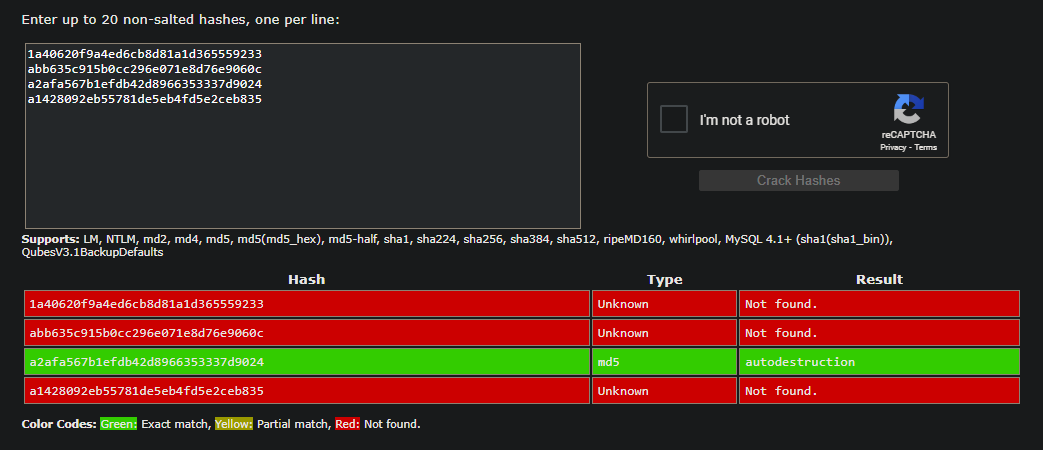 Enter up to 20 non-salted hashes, one per line:
1a40620f9a4ed6cb8d81a1d365559233
abb635c915b0cc296e071e8d76e9060c
a2afa567b1efdb42d8966353337d9024
a1428092eb55781de5eb4fd5e2ceb835
I'm not a robot
reCAPTCHA
Privacy - Terms
Crack Hashes
Supports: LM, NTLM, md2, md4, md5, md5(md5_hex), md5-half, sha1, sha224, sha256, sha384, sha512, ripeMD160, whirlpool, MySQL 4.1+ (sha1(sha1_bin)),
QubesV3.1BackupDefaults
Hash Type Result
1a40620f9a4ed6cb8d81a1d365559233 Unknown Not found.
abb635c915b0cc296e071e8d76e9060c Unknown Not found.
a2afa567b1efdb42d8966353337d9024 md5 autodestruction
a1428092eb55781de5eb4fd5e2ceb835 Unknown Not found.
Color Codes: Green: Exact match, Yellow: Partial match, Red: Not found.